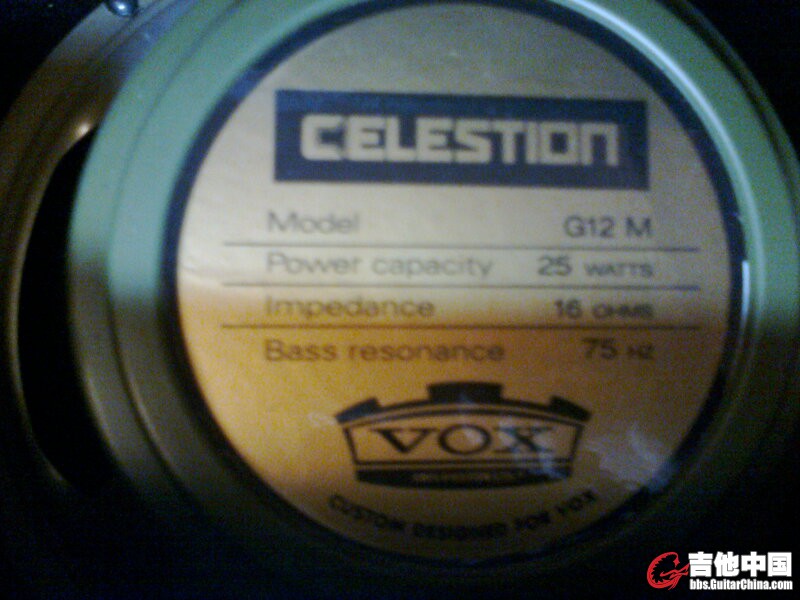 CELESTION
Model G12 M
Power capacity 25 WATTS
Impedance 16 OHMS
Bass resonance 75 HZ
VOX
CUSTOM DESIGNED FOR VOX
吉他中国
bbs.GuitarChina.com